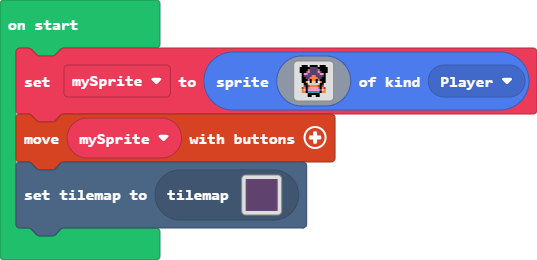 on start
set mySprite to sprite of kind Player
move mySprite with buttons
set tilemap to tilemap